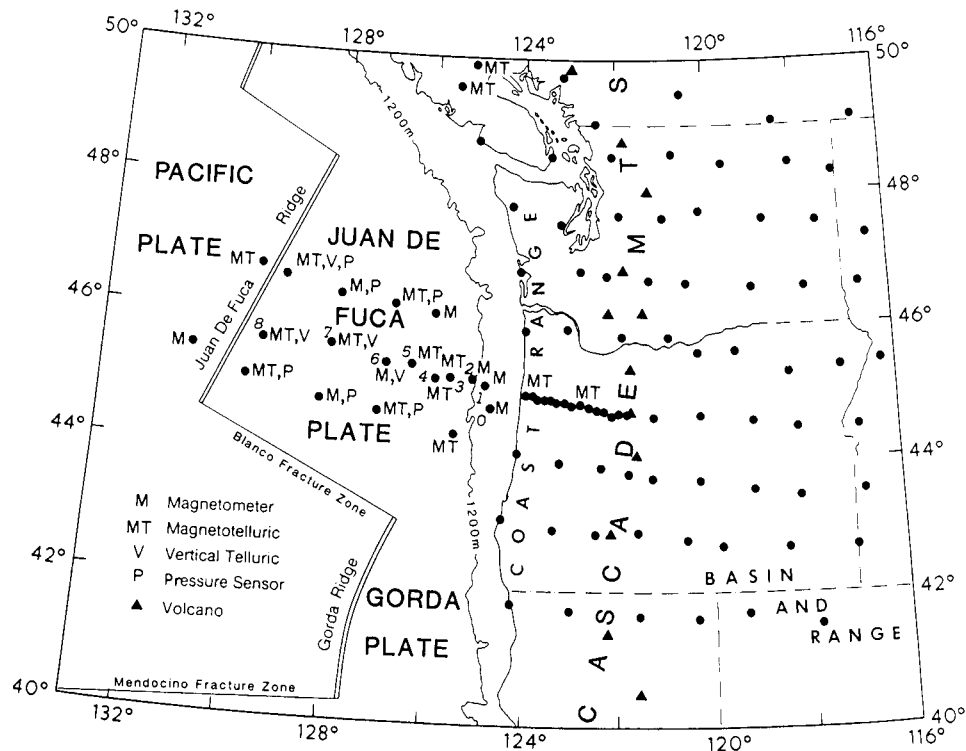 132° 128° 124° 120° 116°
50° 50°
MT
MT
1200m
48° 48°
PACIFIC
PLATE
Ridge
Juan De Fuca
JUAN DE
FUCA
PLATE
MT
MT,V,P
M,P
MT,P
M
46° 46°
M
8 MT,V
7 MT,V
6 M,V
5 MT
4 MT
3 MT
2 M
1 M
0 M
MT,P
M,P
MT,P
MT
MT
MT
44° 44°
Blanco Fracture Zone
COAST RANGE
CASCADE MTS
M Magnetometer
MT Magnetotelluric
V Vertical Telluric
P Pressure Sensor
▲ Volcano
42° 42°
1200m
BASIN
AND
RANGE
Gorda Ridge
GORDA
PLATE
40° 40°
Mendocino Fracture Zone
132° 128° 124° 120° 116°